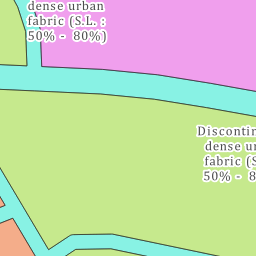 dense urban
fabric (S.L. :
50% - 80%)
Discontin
dense ur
fabric (S
50% - 8